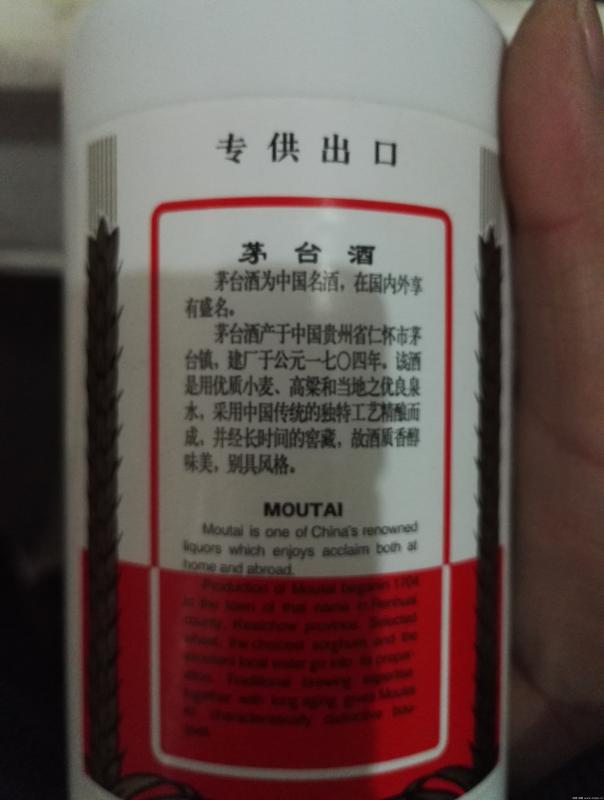 专供出口
茅台酒
茅台酒为中国名酒，在国内外享
有盛名。
茅台酒产于中国贵州省仁怀市茅
台镇，建厂于公元一七〇四年。该酒
是用优质小麦、高粱和当地之优良泉
水，采用中国传统的独特工艺精酿而
成，并经长时间的窖藏，故酒质香醇
味美，别具风格。
MOUTAI
Moutai is one of China's renowned
liquors which enjoys acclaim both at
home and abroad.
Production of Moutai began in 1704
in the town of that name in Renhuai
county, Kweichow province. Selected
wheat, the choicest sorghum and the
excellent local water go into its prepar-
ation. Traditional brewing expertise
together with long aging gives Moutai
its characteristically distinctive bou-
quet.